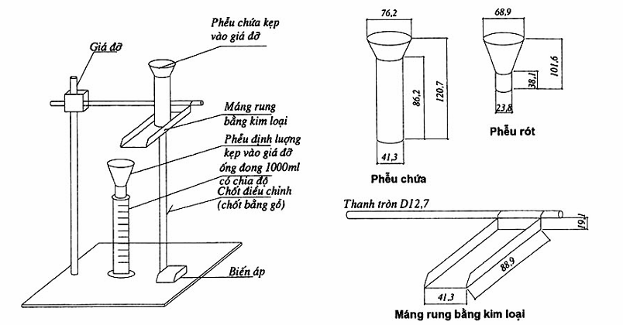 Phễu chứa kẹp
vào giá đỡ
Giá đỡ
Máng rung
bằng kim loại
Phễu định lượng
kẹp vào giá đỡ
ống đong 1000ml
có chia độ
Chốt điều chỉnh
(chốt bằng gỗ)
Biến áp
76,2
86,2
120,7
41,3
Phễu chứa
68,9
38,1
101,6
23,8
Phễu rót
Thanh tròn D12,7
19,1
88,9
41,3
Máng rung bằng kim loại